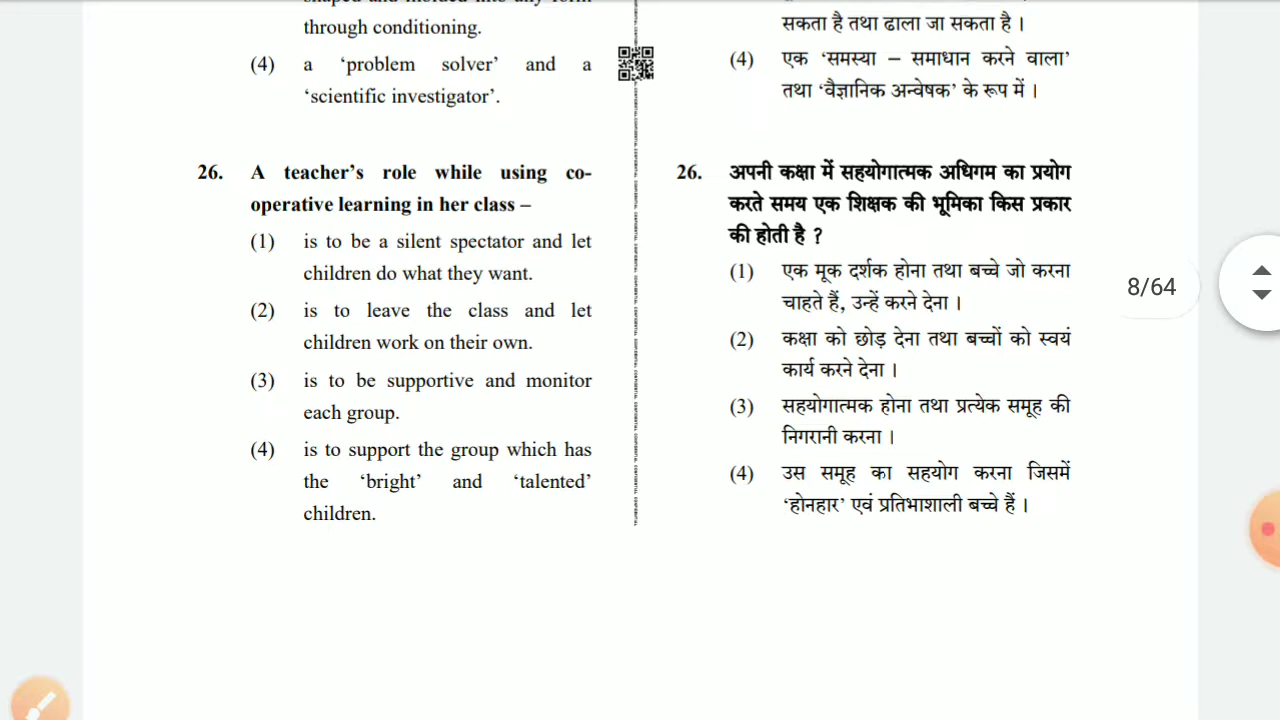 shaped and molded into any form
through conditioning.
(4) a ‘problem solver’ and a
‘scientific investigator’.
26. A teacher’s role while using co-
operative learning in her class –
(1) is to be a silent spectator and let
children do what they want.
(2) is to leave the class and let
children work on their own.
(3) is to be supportive and monitor
each group.
(4) is to support the group which has
the ‘bright’ and ‘talented’
children.
सकता है तथा ढाला जा सकता है ।
(4) एक ‘समस्या – समाधान करने वाला’
तथा ‘वैज्ञानिक अन्वेषक’ के रूप में ।
26. अपनी कक्षा में सहयोगात्मक अधिगम का प्रयोग
करते समय एक शिक्षक की भूमिका किस प्रकार
की होती है ?
(1) एक मूक दर्शक होना तथा बच्चे जो करना
चाहते हैं, उन्हें करने देना ।
(2) कक्षा को छोड़ देना तथा बच्चों को स्वयं
कार्य करने देना ।
(3) सहयोगात्मक होना तथा प्रत्येक समूह की
निगरानी करना ।
(4) उस समूह का सहयोग करना जिसमें
‘होनहार’ एवं प्रतिभाशाली बच्चे हैं ।
8/64